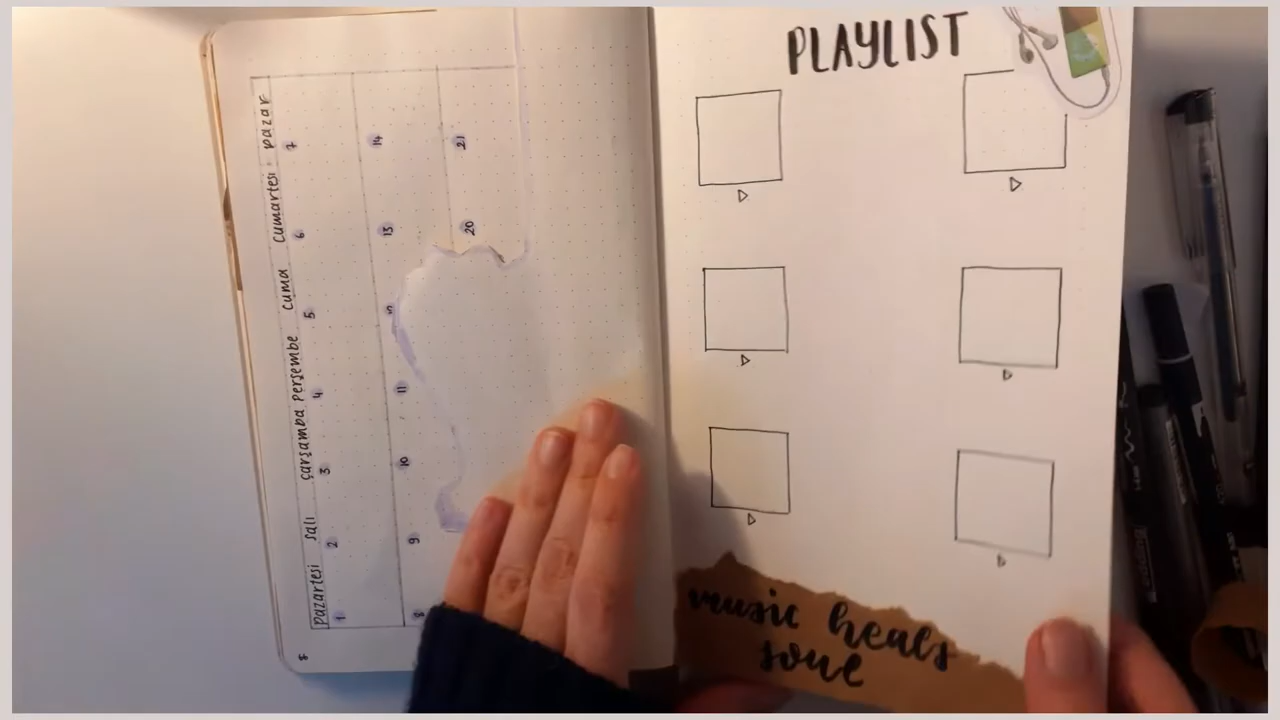 pazartesi salı çarşamba perşembe cuma cumartesi pazar
1 2 3 4 5 6 7
8 9 10 11 13 14
20 21
PLAYLIST
music heals
soul